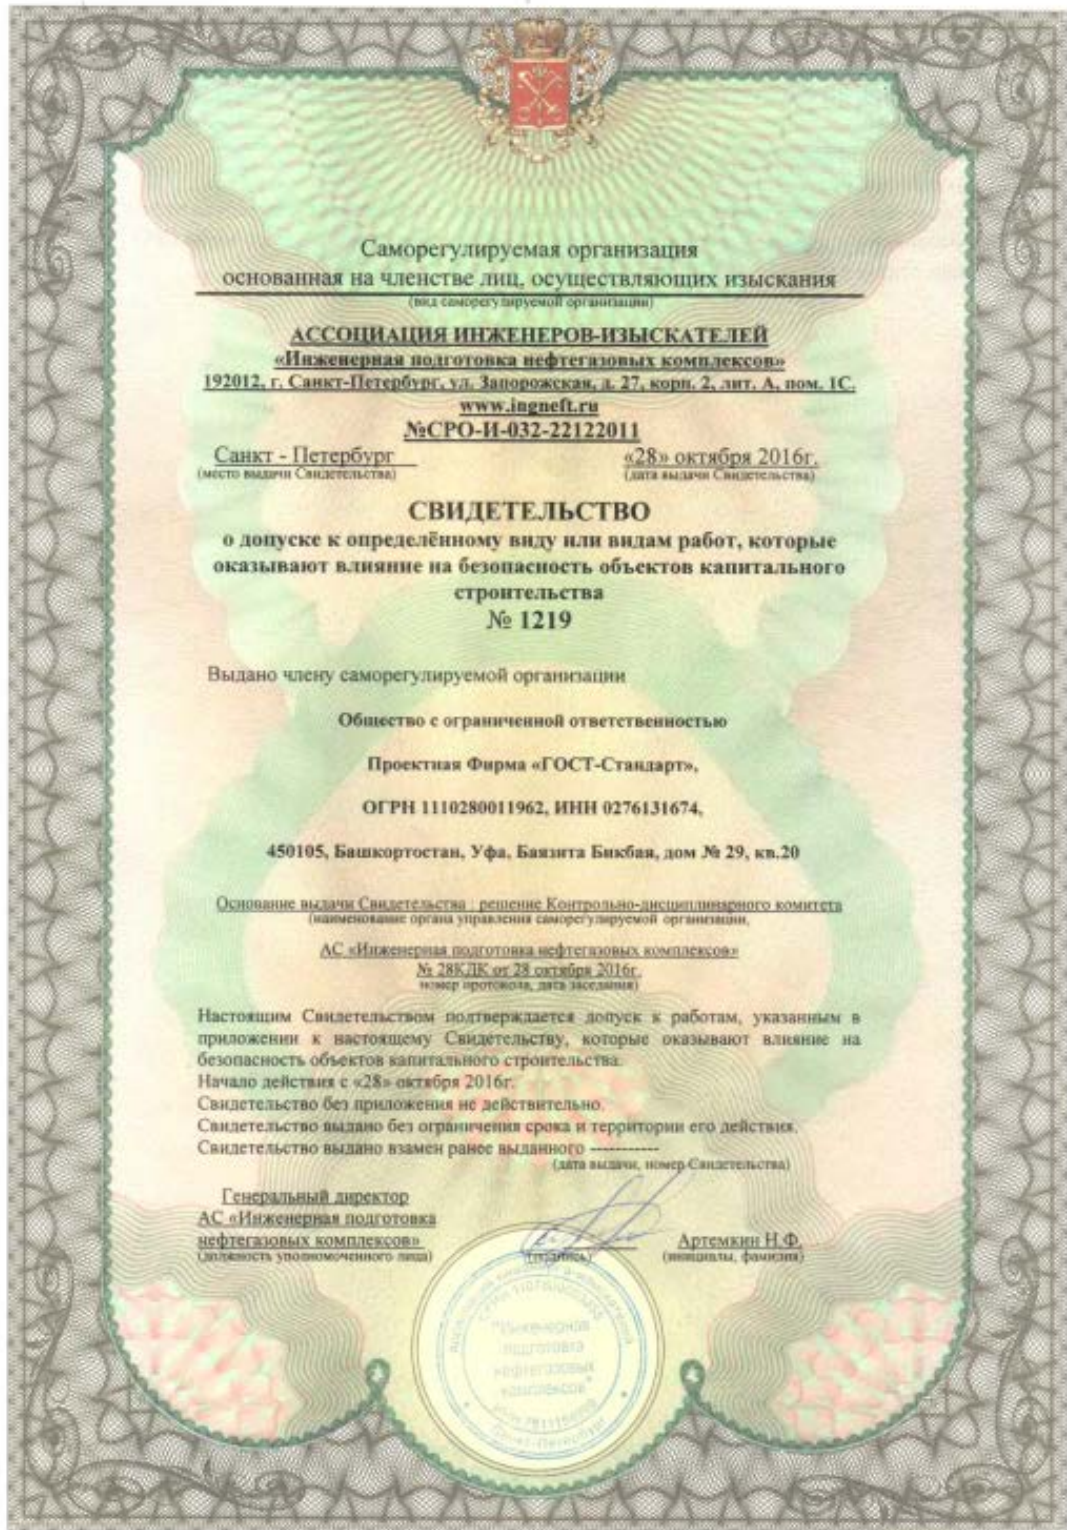 Саморегулируемая организация
основанная на членстве лиц, осуществляющих изыскания
(вид саморегулируемой организации)
АССОЦИАЦИЯ ИНЖЕНЕРОВ-ИЗЫСКАТЕЛЕЙ
«Инженерная подготовка нефтегазовых комплексов»
192012, г. Санкт-Петербург, ул. Запорожская, д. 27, корп. 2, лит. А, пом. 1С.
www.ingneft.ru
№СРО-И-032-22122011
Санкт - Петербург «28» октября 2016г.
(место выдачи Свидетельства) (дата выдачи Свидетельства)
СВИДЕТЕЛЬСТВО
о допуске к определённому виду или видам работ, которые
оказывают влияние на безопасность объектов капитального
строительства
№ 1219
Выдано члену саморегулируемой организации
Общество с ограниченной ответственностью
Проектная Фирма «ГОСТ-Стандарт»,
ОГРН 1110280011962, ИНН 0276131674,
450105, Башкортостан, Уфа, Баязита Бикбая, дом № 29, кв.20
Основание выдачи Свидетельства : решение Контрольно-дисциплинарного комитета
(наименование органа управления саморегулируемой организации,
АС «Инженерная подготовка нефтегазовых комплексов»
№ 28КДК от 28 октября 2016г.
номер протокола, дата заседания)
Настоящим Свидетельством подтверждается допуск к работам, указанным в
приложении к настоящему Свидетельству, которые оказывают влияние на
безопасность объектов капитального строительства.
Начало действия с «28» октября 2016г.
Свидетельство без приложения не действительно.
Свидетельство выдано без ограничения срока и территории его действия.
Свидетельство выдано взамен ранее выданного -----------
(дата выдачи, номер Свидетельства)
Генеральный директор
АС «Инженерная подготовка
нефтегазовых комплексов» Артемкин Н.Ф.
(должность уполномоченного лица) (подпись) (инициалы, фамилия)
"Инженерная
подготовка
нефтегазовых
комплексов"
Санкт-Петербург